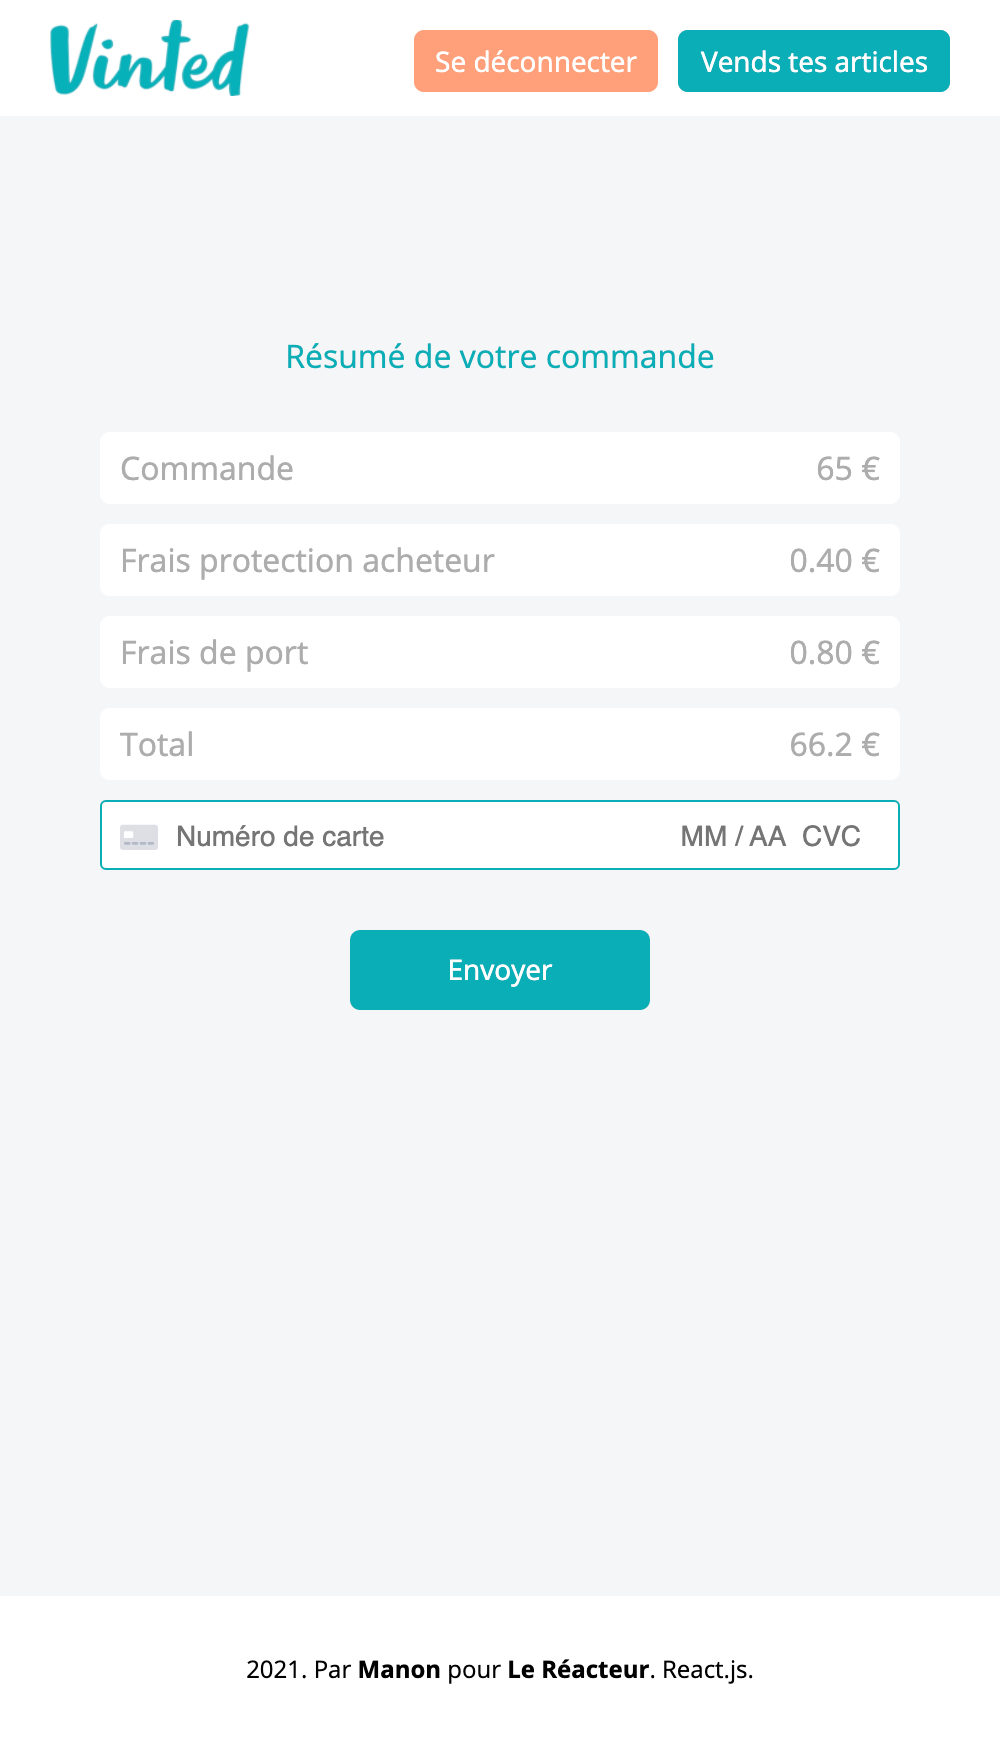 Vinted
Se déconnecter
Vends tes articles
Résumé de votre commande
Commande 65 €
Frais protection acheteur 0.40 €
Frais de port 0.80 €
Total 66.2 €
Numéro de carte MM / AA CVC
Envoyer
2021. Par Manon pour Le Réacteur. React.js.